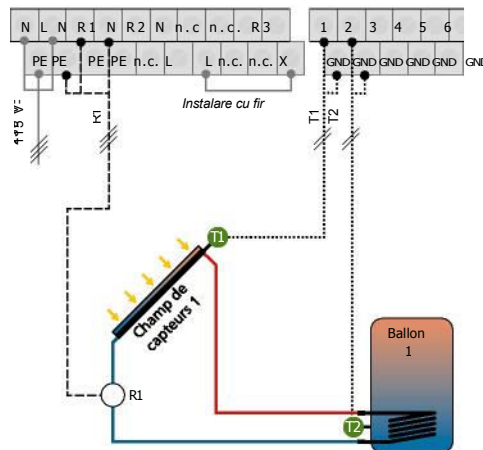 N L N R1 N R2 N n.c n.c. R3
1 2 3 4 5 6
PE PE PE PE n.c. L L n.c. n.c. X
GND GND GND GND GND GND
Instalare cu fir
R1
T1
T2
T1
Champ de
capteurs 1
R1
Ballon
1
T2